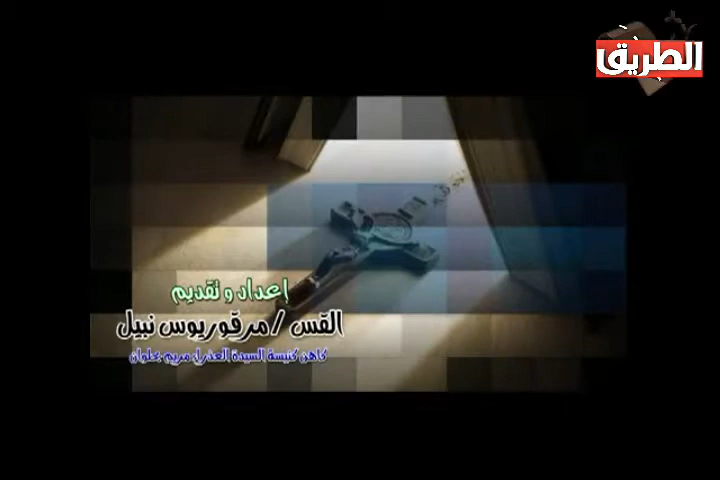 الطريق
إعداد و تقديم
القس / مرقوريوس نبيل
كاهن كنيسة السيدة العذراء مريم بحلوان